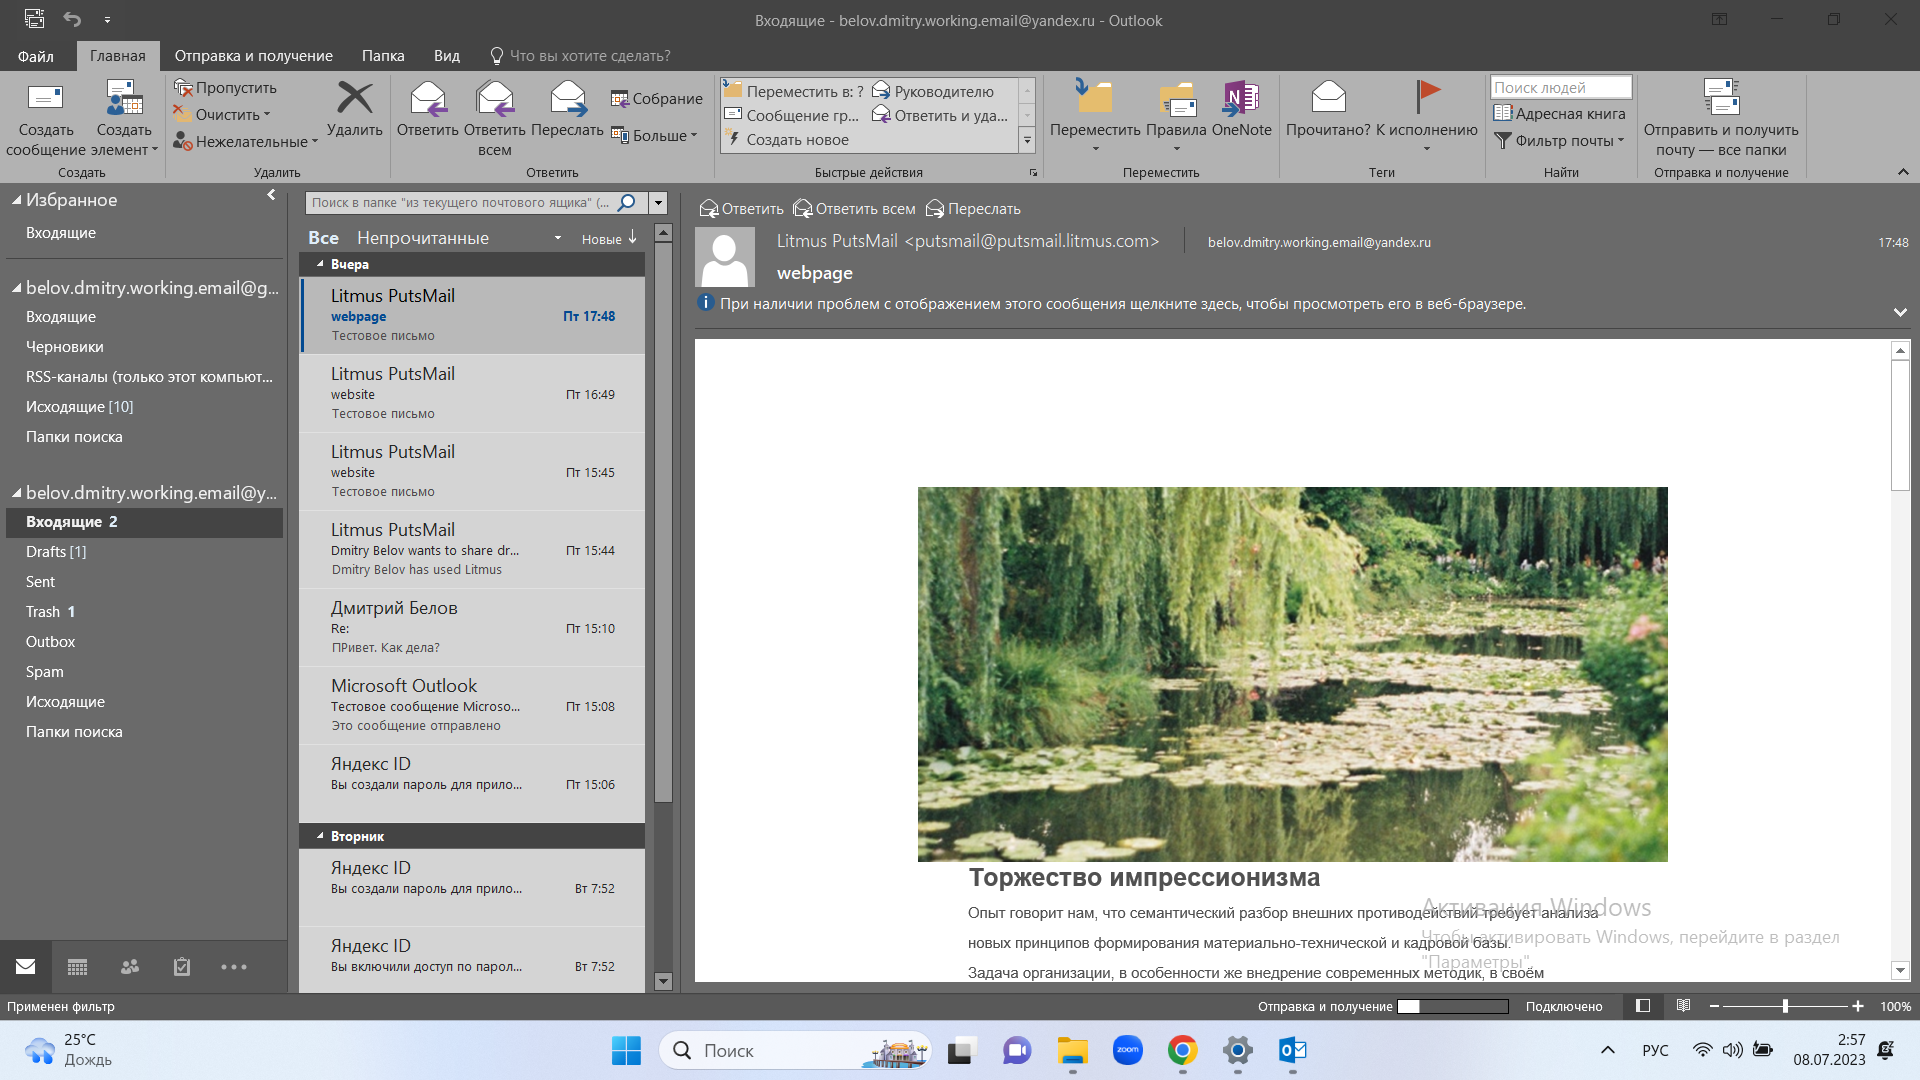 Входящие - belov.dmitry.working.email@yandex.ru - Outlook
Файл
Главная
Отправка и получение
Папка
Вид
Что вы хотите сделать?
Создать
сообщение
Создать
элемент
Создать
Пропустить
Очистить
Нежелательные
Удалить
Удалить
Ответить
Ответить
всем
Переслать
Собрание
Больше
Ответить
Переместить в: ?
Сообщение гр...
Создать новое
Руководителю
Ответить и уда...
Быстрые действия
Переместить
Правила
OneNote
Переместить
Прочитано?
К исполнению
Теги
Поиск людей
Адресная книга
Фильтр почты
Найти
Отправить и получить
почту — все папки
Отправка и получение
Избранное
Входящие
belov.dmitry.working.email@g...
Входящие
Черновики
RSS-каналы (только этот компьют...
Исходящие [10]
Папки поиска
belov.dmitry.working.email@y...
Входящие 2
Drafts [1]
Sent
Trash 1
Outbox
Spam
Исходящие
Папки поиска
Поиск в папке "из текущего почтового ящика" (...
Все
Непрочитанные
Новые
Вчера
Litmus PutsMail
webpage Пт 17:48
Тестовое письмо
Litmus PutsMail
website Пт 16:49
Тестовое письмо
Litmus PutsMail
website Пт 15:45
Тестовое письмо
Litmus PutsMail
Dmitry Belov wants to share dr... Пт 15:44
Dmitry Belov has used Litmus
Дмитрий Белов
Re: Пт 15:10
ПРивет. Как дела?
Microsoft Outlook
Тестовое сообщение Microso... Пт 15:08
Это сообщение отправлено
Яндекс ID
Вы создали пароль для прило... Пт 15:06
Вторник
Яндекс ID
Вы создали пароль для прило... Вт 7:52
Яндекс ID
Вы включили доступ по парол... Вт 7:52
Ответить
Ответить всем
Переслать
Litmus PutsMail <putsmail@putsmail.litmus.com>
belov.dmitry.working.email@yandex.ru
17:48
webpage
При наличии проблем с отображением этого сообщения щелкните здесь, чтобы просмотреть его в веб-браузере.
Торжество импрессионизма
Опыт говорит нам, что семантический разбор внешних противодействий требует анализа
новых принципов формирования материально-технической и кадровой базы.
Задача организации, в особенности же внедрение современных методик, в своём
Активация Windows
Чтобы активировать Windows, перейдите в раздел
"Параметры".
Применен фильтр
Отправка и получение
Подключено
100%
25°C
Дождь
Поиск
zoom
РУС
2:57
08.07.2023